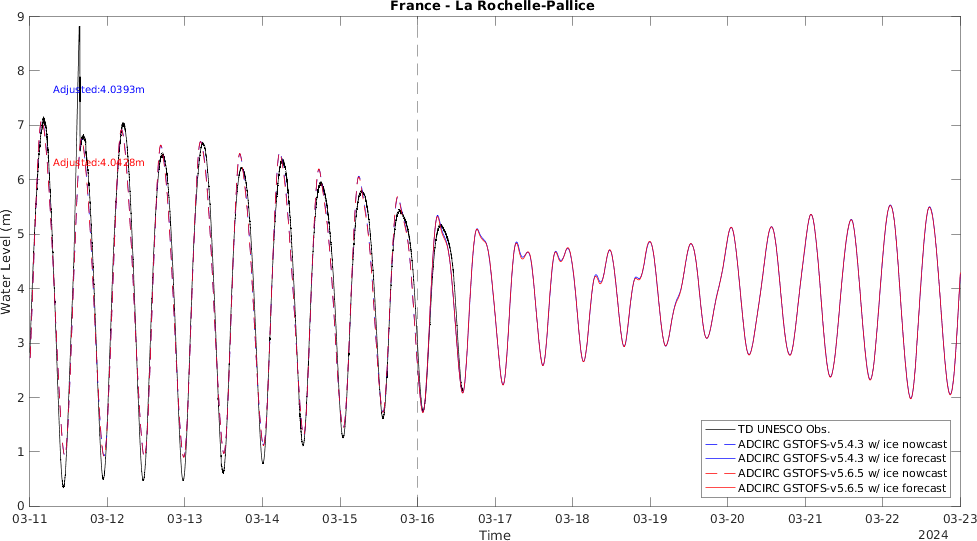 France - La Rochelle-Pallice
9
8
7
6
5
4
3
2
1
0
Water Level (m)
Adjusted:4.0393m
Adjusted:4.0428m
TD UNESCO Obs.
ADCIRC GSTOFS-v5.4.3 w/ ice nowcast
ADCIRC GSTOFS-v5.4.3 w/ ice forecast
ADCIRC GSTOFS-v5.6.5 w/ ice nowcast
ADCIRC GSTOFS-v5.6.5 w/ ice forecast
03-11 03-12 03-13 03-14 03-15 03-16 03-17 03-18 03-19 03-20 03-21 03-22 03-23
Time
2024